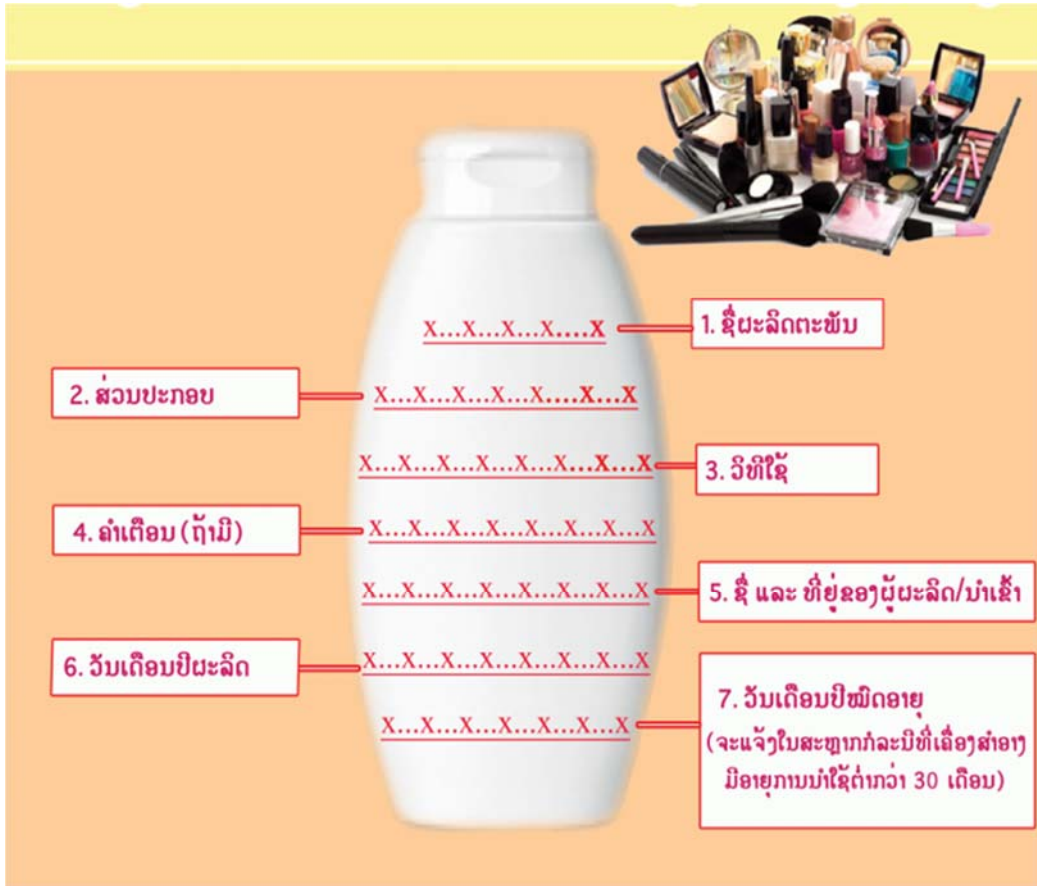 x...x...x...x....x
1. ຊື່ຜະລິດຕະພັນ
2. ສ່ວນປະກອບ
x...x...x...x...x....x...x
x...x...x...x...x...x...x...x
3. ວິທີໃຊ້
4. ຄຳເຕືອນ (ຖ້າມີ)
x...x...x...x...x...x...x...x
x...x...x...x...x...x...x...x
5. ຊື່ ແລະ ທີ່ຢູ່ຂອງຜູ້ຜະລິດ/ນຳເຂົ້າ
6. ວັນເດືອນປີຜະລິດ
x...x...x...x...x...x...x...x
x...x...x...x...x...x...x
7. ວັນເດືອນປີໝົດອາຍຸ
(ຈະແຈ້ງໃນສະຫຼາກກໍລະນີທີ່ເຄື່ອງສຳອາງ
ມີອາຍຸການນຳໃຊ້ຕ່ຳກວ່າ 30 ເດືອນ)